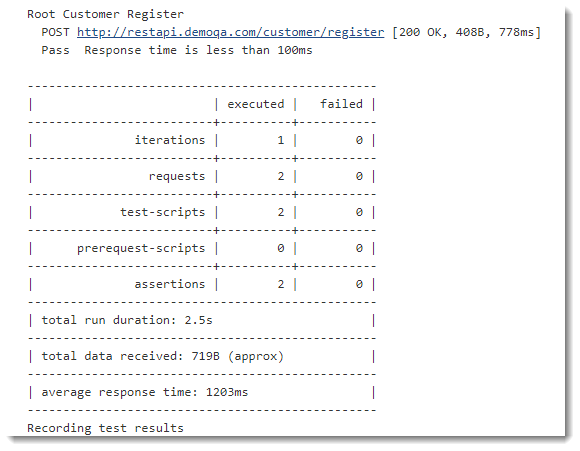 Root Customer Register
POST http://restapi.demoqa.com/customer/register [200 OK, 408B, 778ms]
Pass  Response time is less than 100ms
-------------------------------------------------
|                          | executed |   failed |
--------------------------+----------+-----------
|               iterations |        1 |        0 |
--------------------------+----------+-----------
|                 requests |        2 |        0 |
--------------------------+----------+-----------
|             test-scripts |        2 |        0 |
--------------------------+----------+-----------
|       prerequest-scripts |        0 |        0 |
--------------------------+----------+-----------
|               assertions |        2 |        0 |
-------------------------------------------------
| total run duration: 2.5s                      |
-------------------------------------------------
| total data received: 719B (approx)            |
-------------------------------------------------
| average response time: 1203ms                 |
-------------------------------------------------
Recording test results